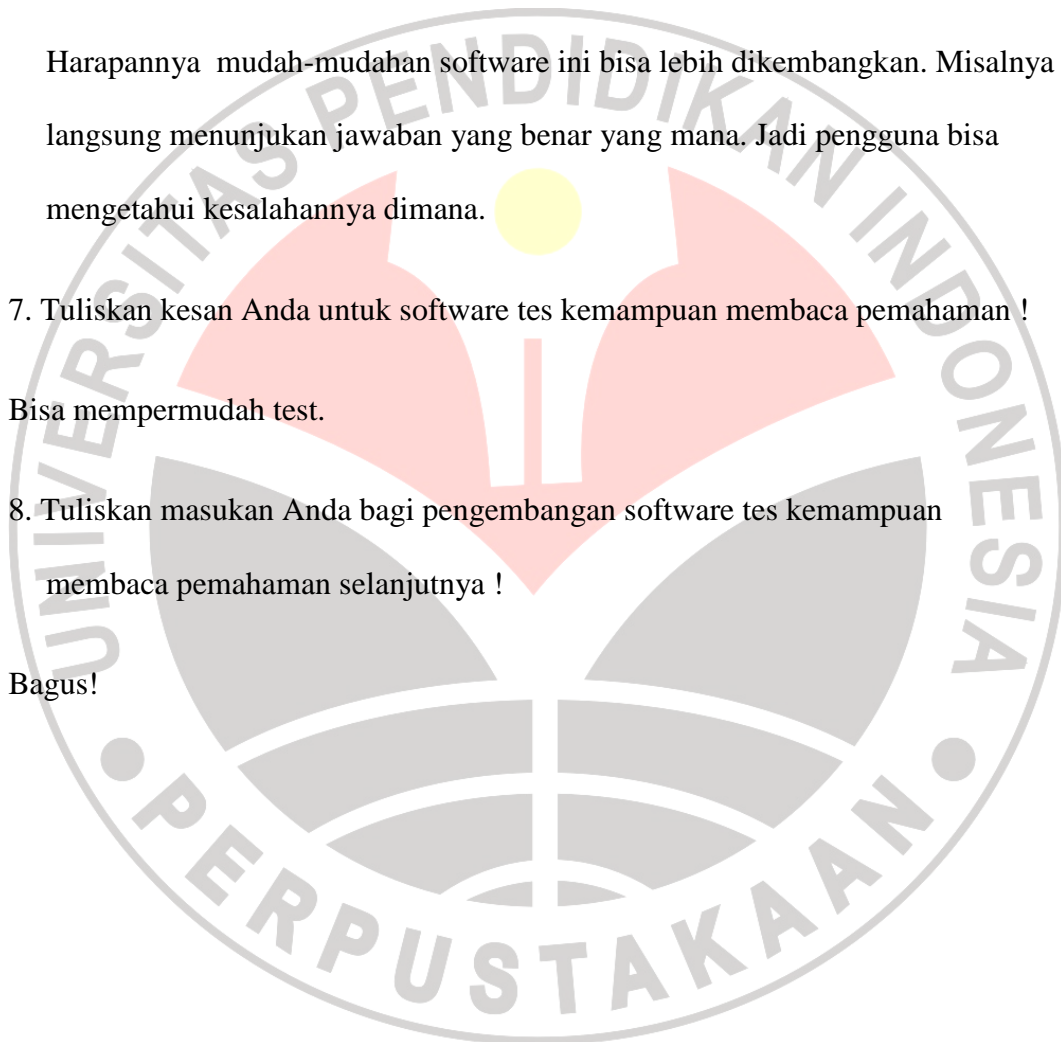 Harapannya  mudah-mudahan software ini bisa lebih dikembangkan. Misalnya
langsung menunjukan jawaban yang benar yang mana. Jadi pengguna bisa
mengetahui kesalahannya dimana.
7. Tuliskan kesan Anda untuk software tes kemampuan membaca pemahaman !
Bisa mempermudah test.
8. Tuliskan masukan Anda bagi pengembangan software tes kemampuan
membaca pemahaman selanjutnya !
Bagus!
UNIVERSITAS PENDIDIKAN INDONESIA
PERPUSTAKAAN